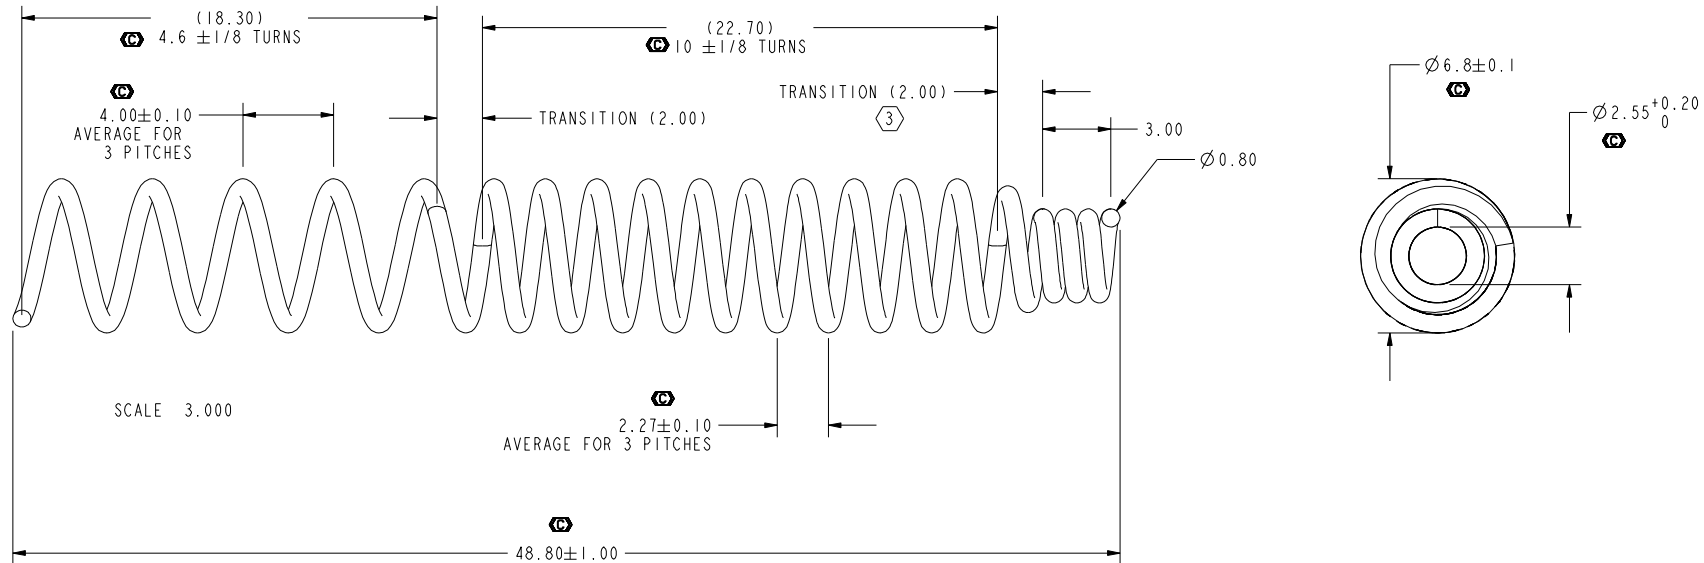 (18.30)
C 4.6 ±1/8 TURNS
(22.70)
C 10 ±1/8 TURNS
C
4.00±0.10
AVERAGE FOR
3 PITCHES
TRANSITION (2.00)
TRANSITION (2.00)
3
3.00
Ø0.80
Ø6.8±0.1
C
Ø2.55+0.20
0
C
SCALE 3.000
C
2.27±0.10
AVERAGE FOR 3 PITCHES
C
48.80±1.00